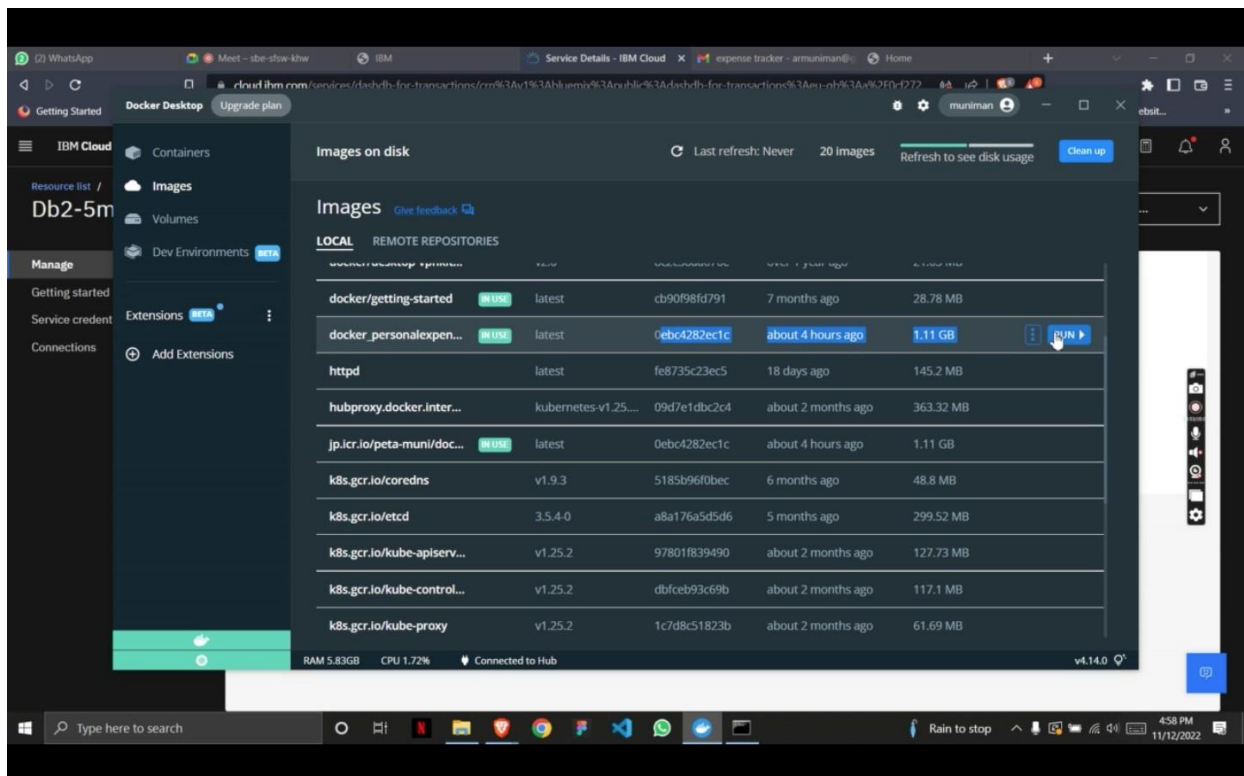 (2) WhatsApp
Meet - sbe-sfsw-khw
IBM
Service Details - IBM Cloud
expense tracker - armuniman@
Home
Getting Started
ebsit...
IBM Cloud
Resource list /
Db2-5m
Manage
Getting started
Service credent
Connections
Docker Desktop
Upgrade plan
muniman
Containers
Images
Volumes
Dev Environments BETA
Extensions BETA
Add Extensions
Images on disk
Last refresh: Never
20 images
Refresh to see disk usage
Clean up
Images Give feedback
LOCAL REMOTE REPOSITORIES
docker/getting-started IN USE latest cb90f98fd791 7 months ago 28.78 MB
docker_personalexpen... IN USE latest 0ebc4282ec1c about 4 hours ago 1.11 GB RUN
httpd latest fe8735c23ec5 18 days ago 145.2 MB
hubproxy.docker.inter... kubernetes-v1.25.... 09d7e1dbc2c4 about 2 months ago 363.32 MB
jp.icr.io/peta-muni/doc... IN USE latest 0ebc4282ec1c about 4 hours ago 1.11 GB
k8s.gcr.io/coredns v1.9.3 5185b96f0bec 6 months ago 48.8 MB
k8s.gcr.io/etcd 3.5.4-0 a8a176a5d5d6 5 months ago 299.52 MB
k8s.gcr.io/kube-apiserv... v1.25.2 97801f839490 about 2 months ago 127.73 MB
k8s.gcr.io/kube-control... v1.25.2 dbfceb93c69b about 2 months ago 117.1 MB
k8s.gcr.io/kube-proxy v1.25.2 1c7d8c51823b about 2 months ago 61.69 MB
RAM 5.83GB CPU 1.72% Connected to Hub
v4.14.0
Type here to search
Rain to stop
4:58 PM
11/12/2022